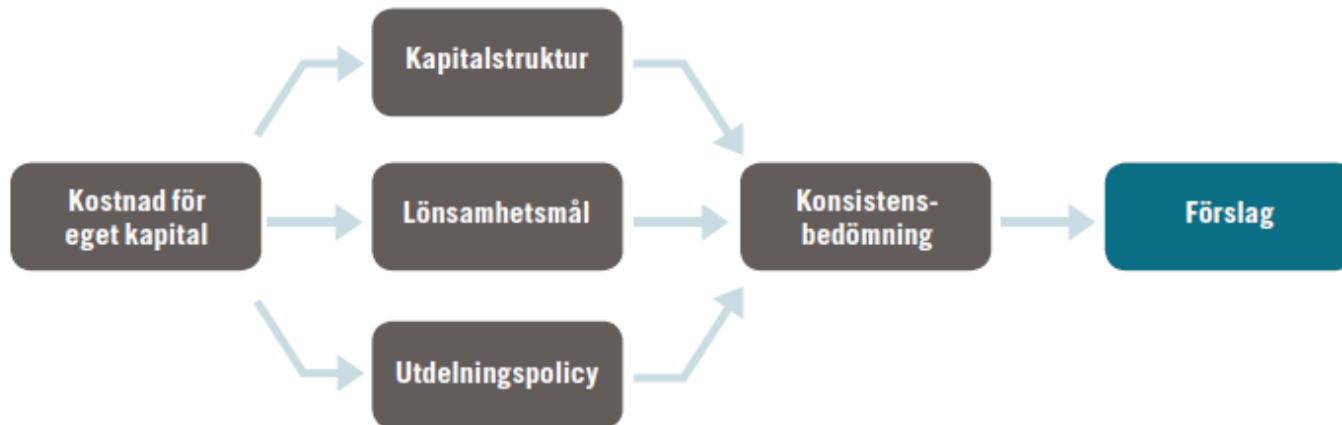 Kapitalstruktur
Kostnad för
eget kapital
Lönsamhetsmål
Konsistens-
bedömning
Förslag
Utdelningspolicy